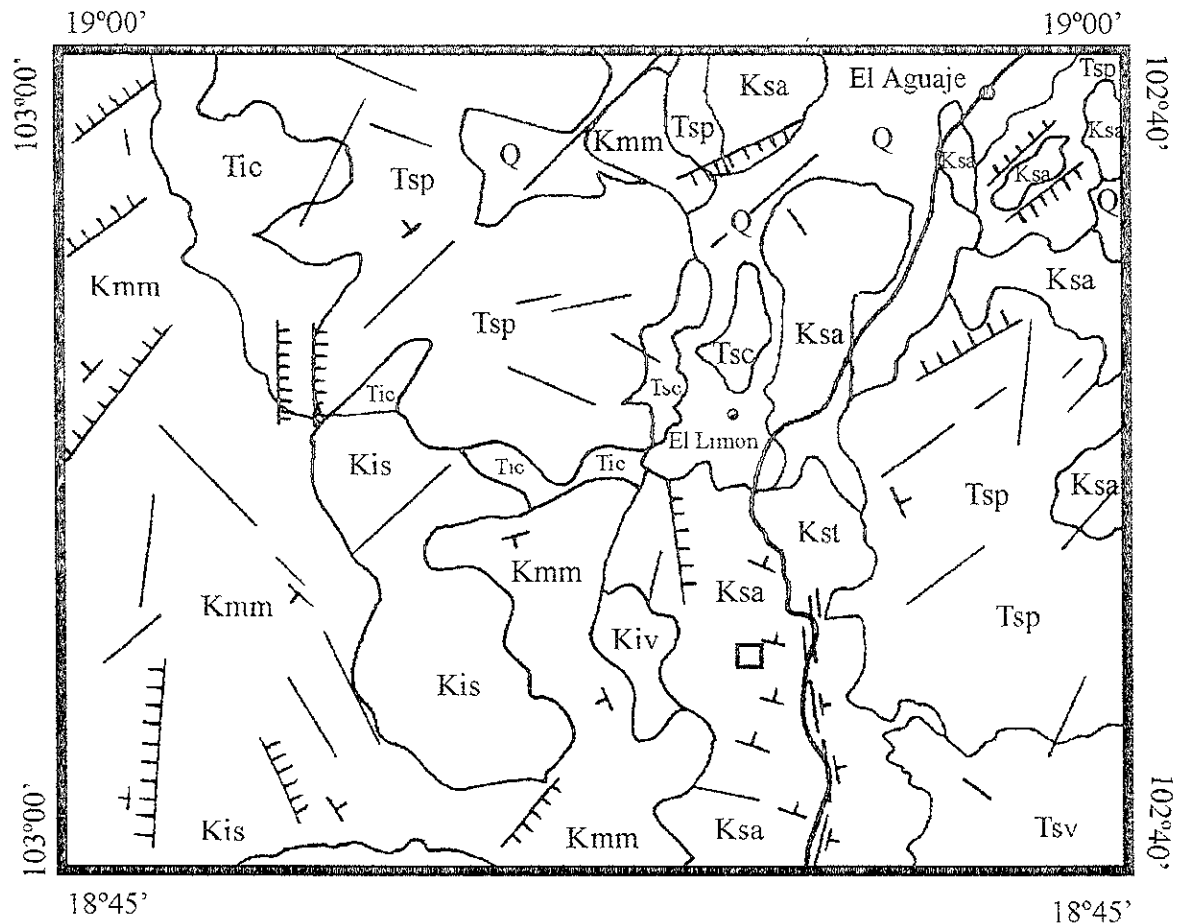 19°00' 19°00'
103°00' 102°40'
Tsp
Ksa El Aguaje
Ksa
Kmm Tsp
Q Q
Tic Ksa
Tsp Ksa
Q
Q
Kmm Ksa
Tsp Ksa
Tsc
Tic Tsc
El Limon
Kis Tic Tic
Tsp Ksa
Kst
Kmm
Kmm Ksa
Tsp
Kiv
Kis
Kis Kmm Ksa Tsv
103°00' 102°40'
18°45' 18°45'